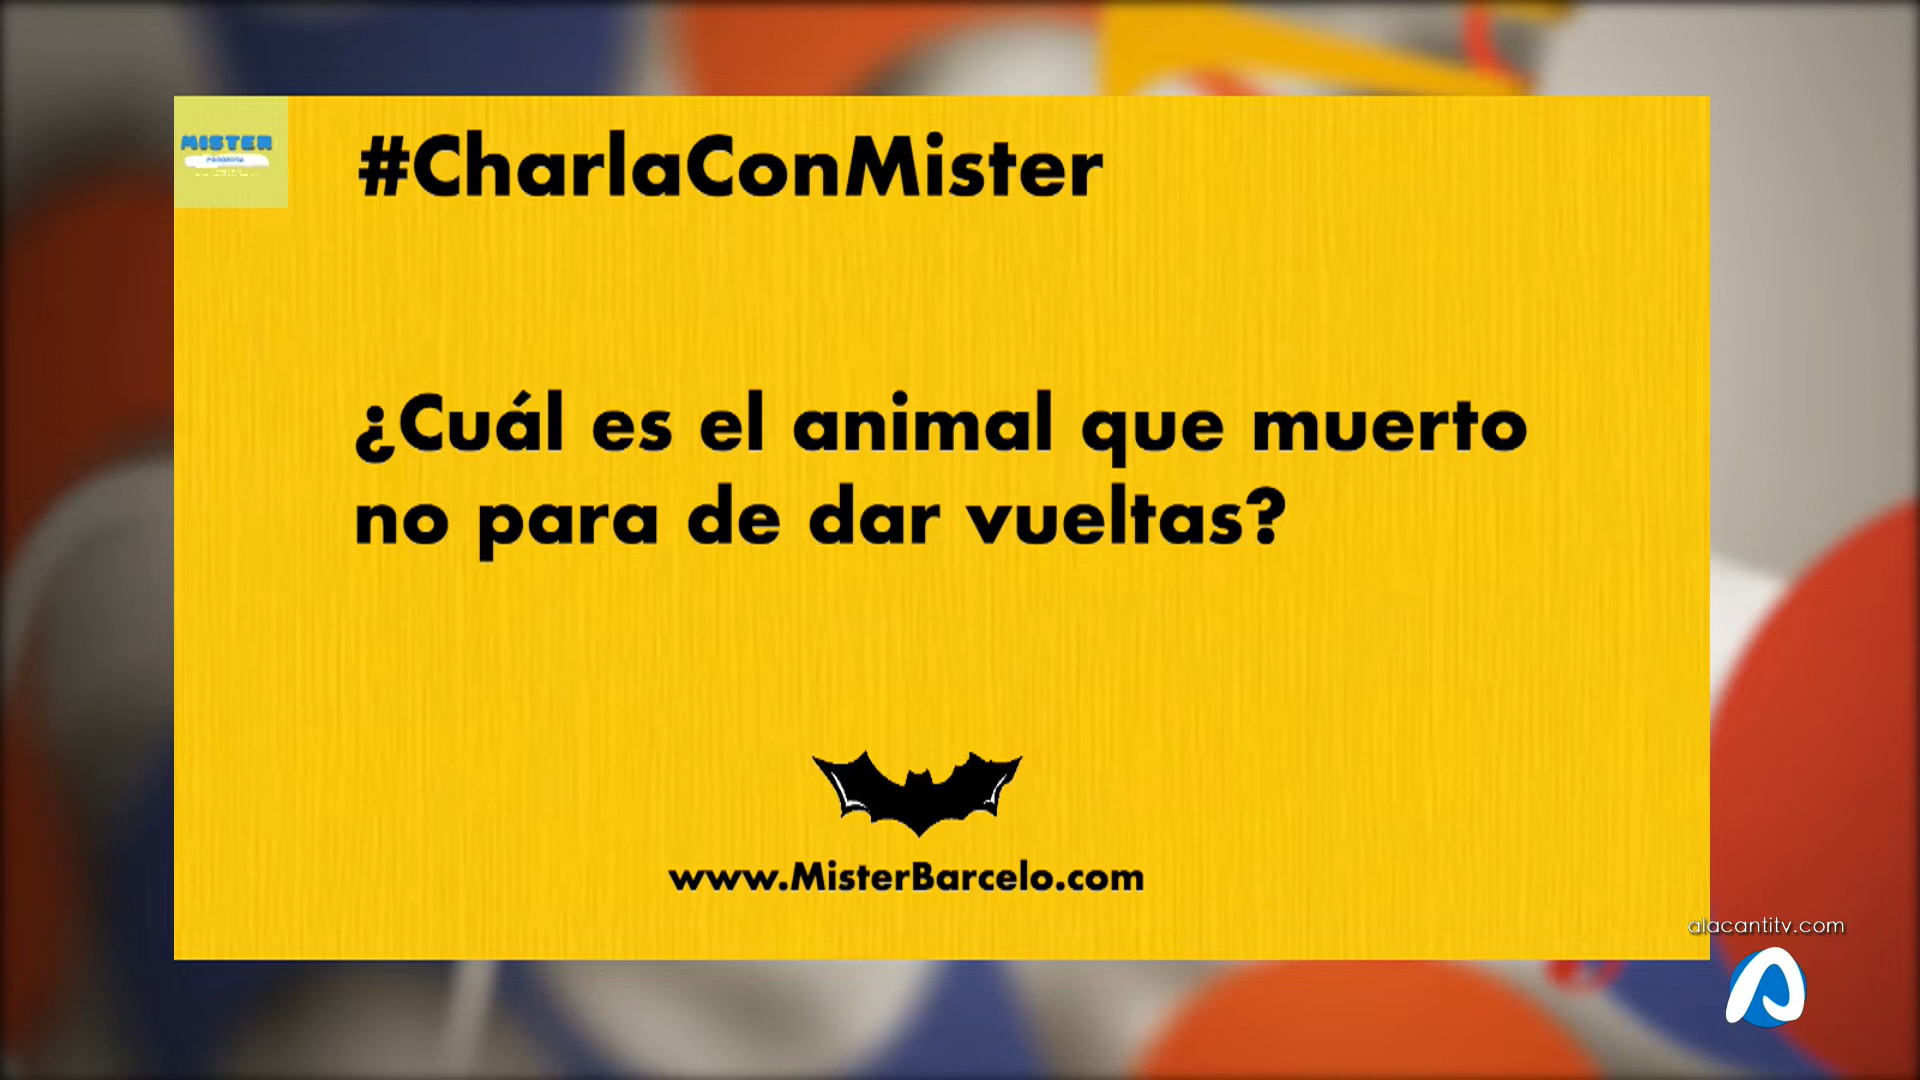 MISTER
#CharlaConMister
¿Cuál es el animal que muerto
no para de dar vueltas?
www.MisterBarcelo.com
alacantitv.com